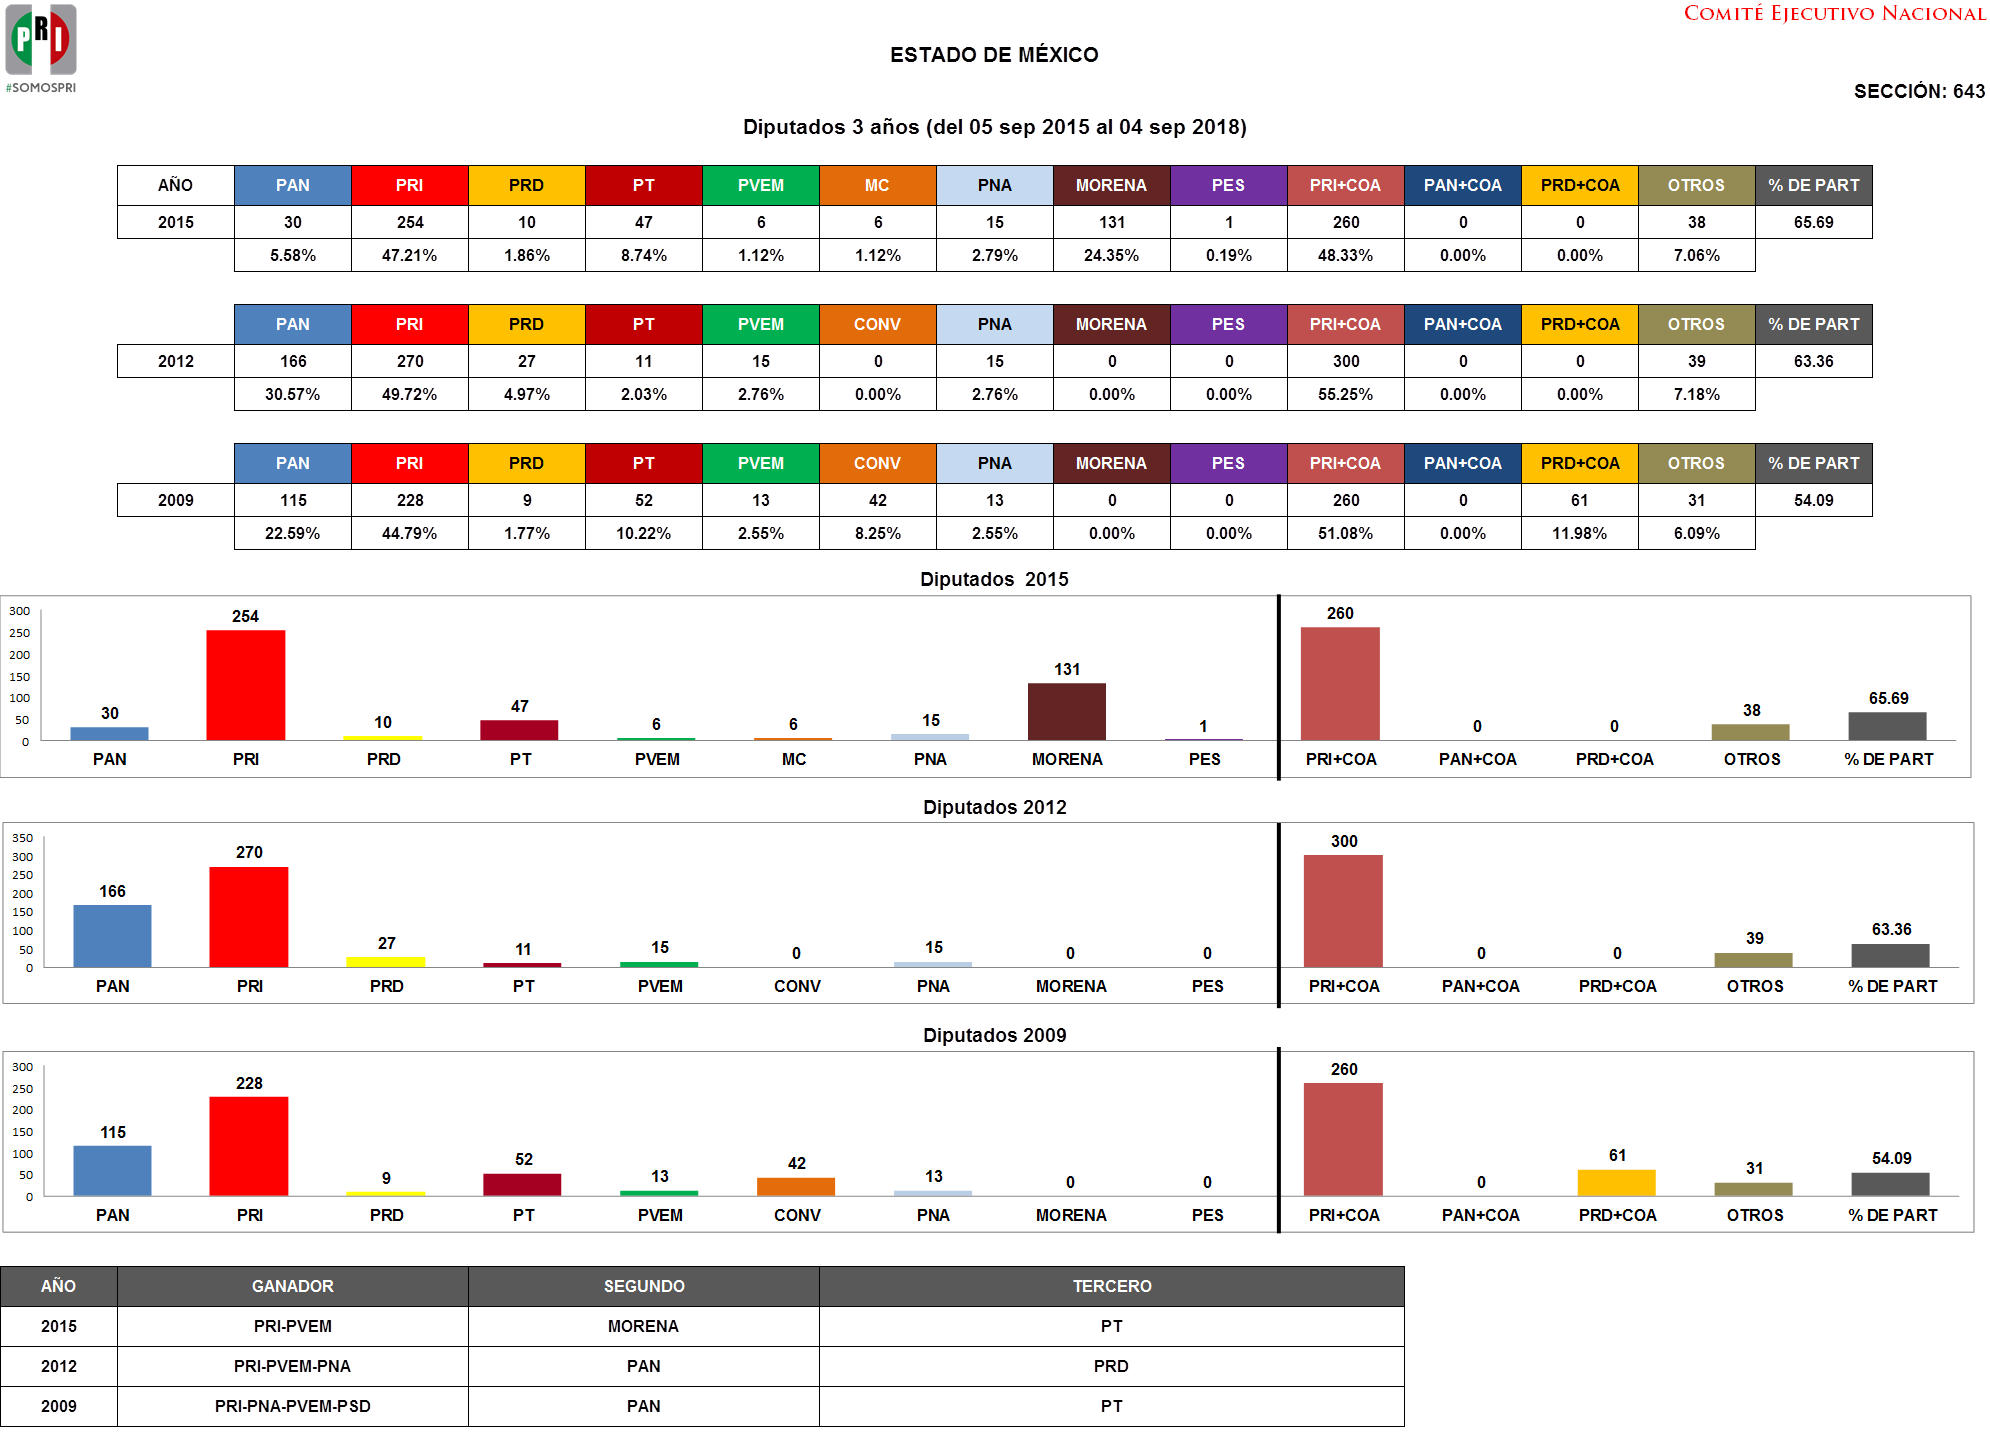 PRI
#SOMOSPRI
COMITÉ EJECUTIVO NACIONAL
ESTADO DE MÉXICO
SECCIÓN: 643
Diputados 3 años (del 05 sep 2015 al 04 sep 2018)
AÑO PAN PRI PRD PT PVEM MC PNA MORENA PES PRI+COA PAN+COA PRD+COA OTROS % DE PART
2015 30 254 10 47 6 6 15 131 1 260 0 0 38 65.69
5.58% 47.21% 1.86% 8.74% 1.12% 1.12% 2.79% 24.35% 0.19% 48.33% 0.00% 0.00% 7.06%
PAN PRI PRD PT PVEM CONV PNA MORENA PES PRI+COA PAN+COA PRD+COA OTROS % DE PART
2012 166 270 27 11 15 0 15 0 0 300 0 0 39 63.36
30.57% 49.72% 4.97% 2.03% 2.76% 0.00% 2.76% 0.00% 0.00% 55.25% 0.00% 0.00% 7.18%
PAN PRI PRD PT PVEM CONV PNA MORENA PES PRI+COA PAN+COA PRD+COA OTROS % DE PART
2009 115 228 9 52 13 42 13 0 0 260 0 61 31 54.09
22.59% 44.79% 1.77% 10.22% 2.55% 8.25% 2.55% 0.00% 0.00% 51.08% 0.00% 11.98% 6.09%
Diputados 2015
300
250
200
150
100
50
0
30 254 10 47 6 6 15 131 1 260 0 0 38 65.69
PAN PRI PRD PT PVEM MC PNA MORENA PES PRI+COA PAN+COA PRD+COA OTROS % DE PART
Diputados 2012
350
300
250
200
150
100
50
0
166 270 27 11 15 0 15 0 0 300 0 0 39 63.36
PAN PRI PRD PT PVEM CONV PNA MORENA PES PRI+COA PAN+COA PRD+COA OTROS % DE PART
Diputados 2009
300
250
200
150
100
50
0
115 228 9 52 13 42 13 0 0 260 0 61 31 54.09
PAN PRI PRD PT PVEM CONV PNA MORENA PES PRI+COA PAN+COA PRD+COA OTROS % DE PART
AÑO GANADOR SEGUNDO TERCERO
2015 PRI-PVEM MORENA PT
2012 PRI-PVEM-PNA PAN PRD
2009 PRI-PNA-PVEM-PSD PAN PT